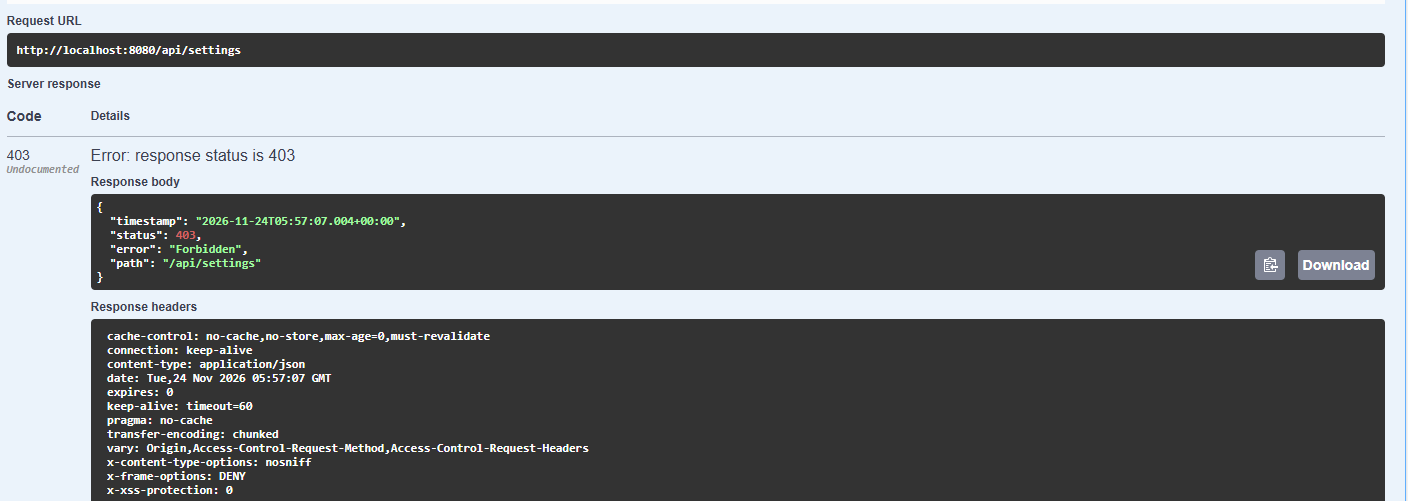 Request URL
http://localhost:8080/api/settings
Server response
Code Details
403 Error: response status is 403
Undocumented
Response body
{
"timestamp": "2026-11-24T05:57:07.004+00:00",
"status": 403,
"error": "Forbidden",
"path": "/api/settings"
}
Download
Response headers
cache-control: no-cache,no-store,max-age=0,must-revalidate
connection: keep-alive
content-type: application/json
date: Tue,24 Nov 2026 05:57:07 GMT
expires: 0
keep-alive: timeout=60
pragma: no-cache
transfer-encoding: chunked
vary: Origin,Access-Control-Request-Method,Access-Control-Request-Headers
x-content-type-options: nosniff
x-frame-options: DENY
x-xss-protection: 0